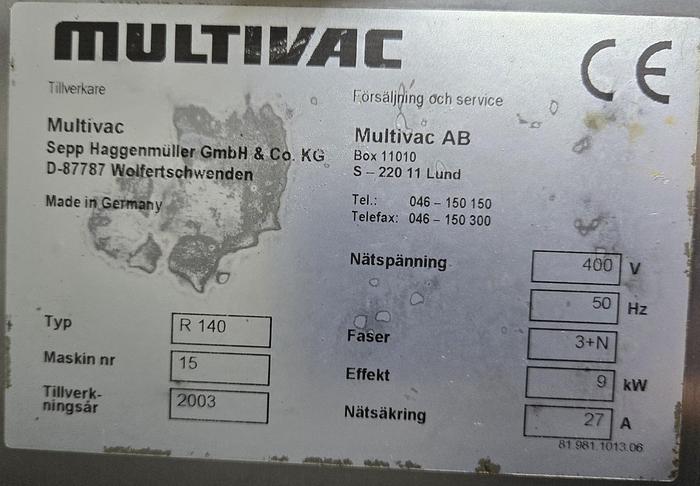 MULTIVAC
CE
Tillverkare
Multivac
Sepp Haggenmüller GmbH & Co. KG
D-87787 Wolfertschwenden
Made in Germany
Försäljning och service
Multivac AB
Box 11010
S – 220 11 Lund
Tel.: 046 – 150 150
Telefax: 046 – 150 300
Typ R 140
Maskin nr 15
Tillverk-
ningsår 2003
Nätspänning 400 V
50 Hz
Faser 3+N
Effekt 9 kW
Nätsäkring 27 A
81.981.1013.06